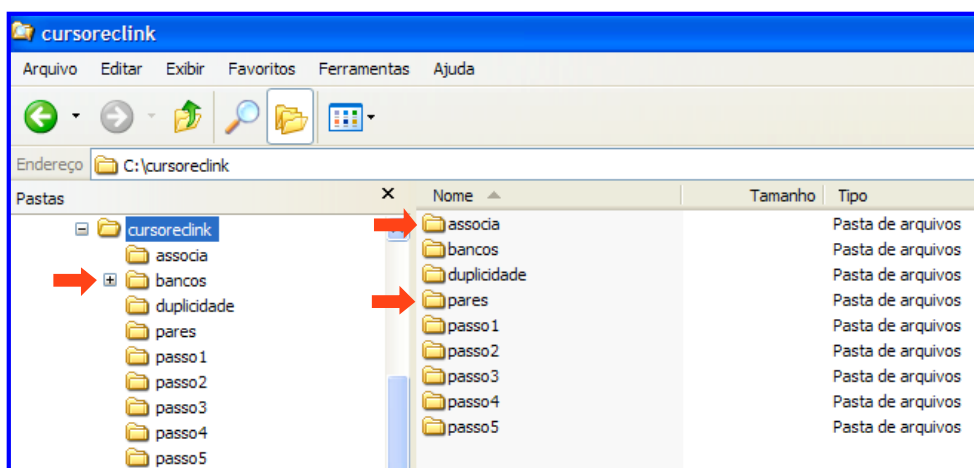 cursoreclink
Arquivo Editar Exibir Favoritos Ferramentas Ajuda
Endereço C:\cursoreclink
Pastas X
cursoreclink
associa
bancos
duplicidade
pares
passo1
passo2
passo3
passo4
passo5
Nome Tamanho Tipo
associa Pasta de arquivos
bancos Pasta de arquivos
duplicidade Pasta de arquivos
pares Pasta de arquivos
passo1 Pasta de arquivos
passo2 Pasta de arquivos
passo3 Pasta de arquivos
passo4 Pasta de arquivos
passo5 Pasta de arquivos